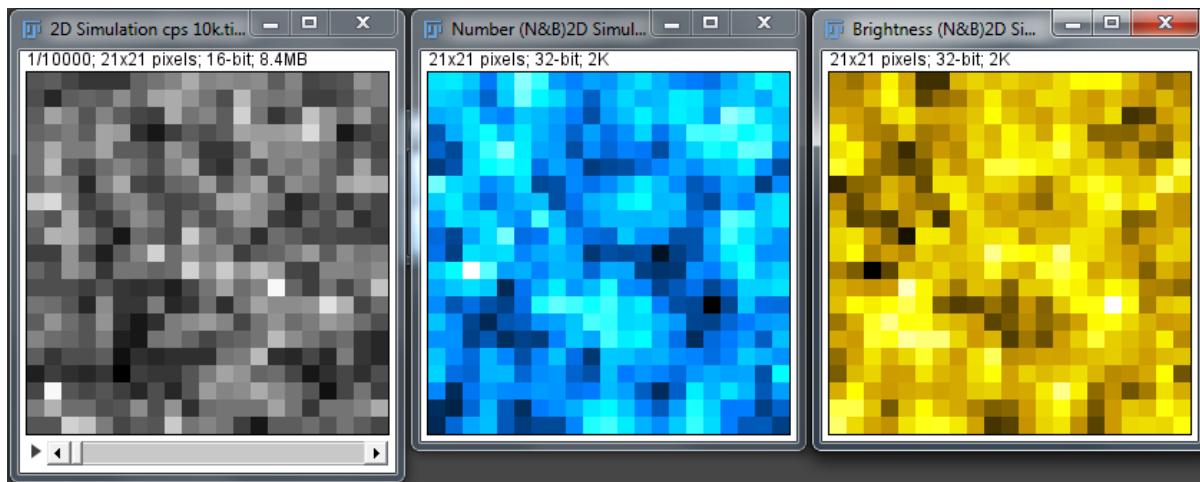 2D Simulation cps 10k.ti...
1/10000; 21x21 pixels; 16-bit; 8.4MB
Number (N&B)2D Simul...
21x21 pixels; 32-bit; 2K
Brightness (N&B)2D Si...
21x21 pixels; 32-bit; 2K